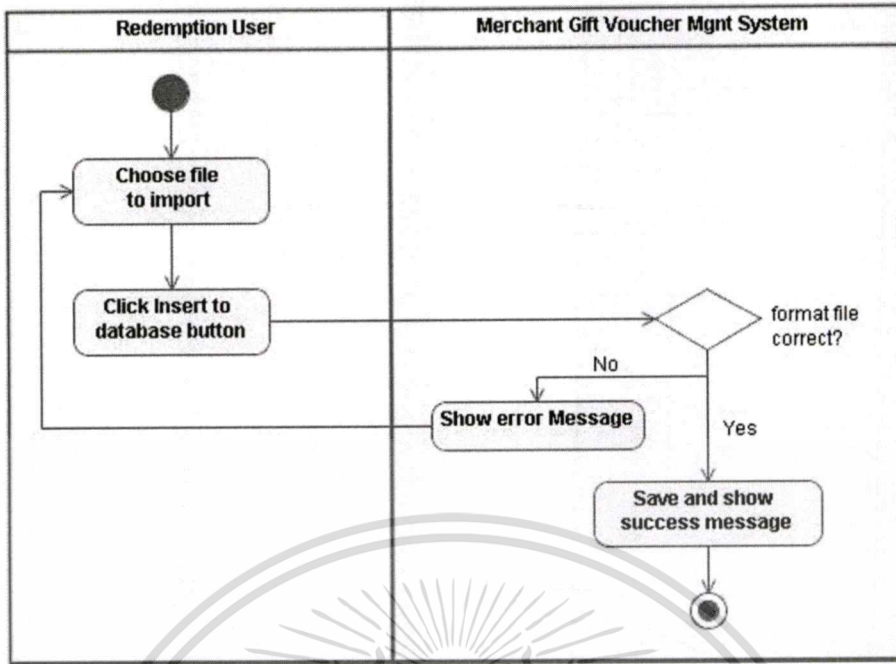 Redemption User
Merchant Gift Voucher Mgnt System
Choose file
to import
Click Insert to
database button
format file
correct?
No
Show error Message
Yes
Save and show
success message